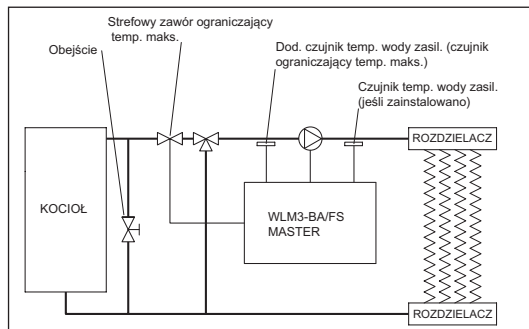 Strefowy zawór ograniczający
temp. maks.
Obejście
Dod. czujnik temp. wody zasil. (czujnik
ograniczający temp. maks.)
Czujnik temp. wody zasil.
(jeśli zainstalowano)
ROZDZIELACZ
KOCIOŁ
WLM3-BA/FS
MASTER
ROZDZIELACZ